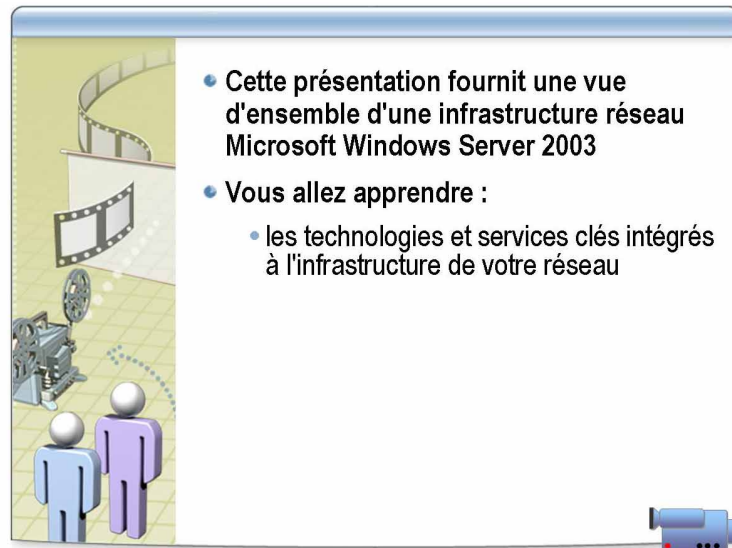 Cette présentation fournit une vue
d'ensemble d'une infrastructure réseau
Microsoft Windows Server 2003
Vous allez apprendre :
les technologies et services clés intégrés
à l'infrastructure de votre réseau